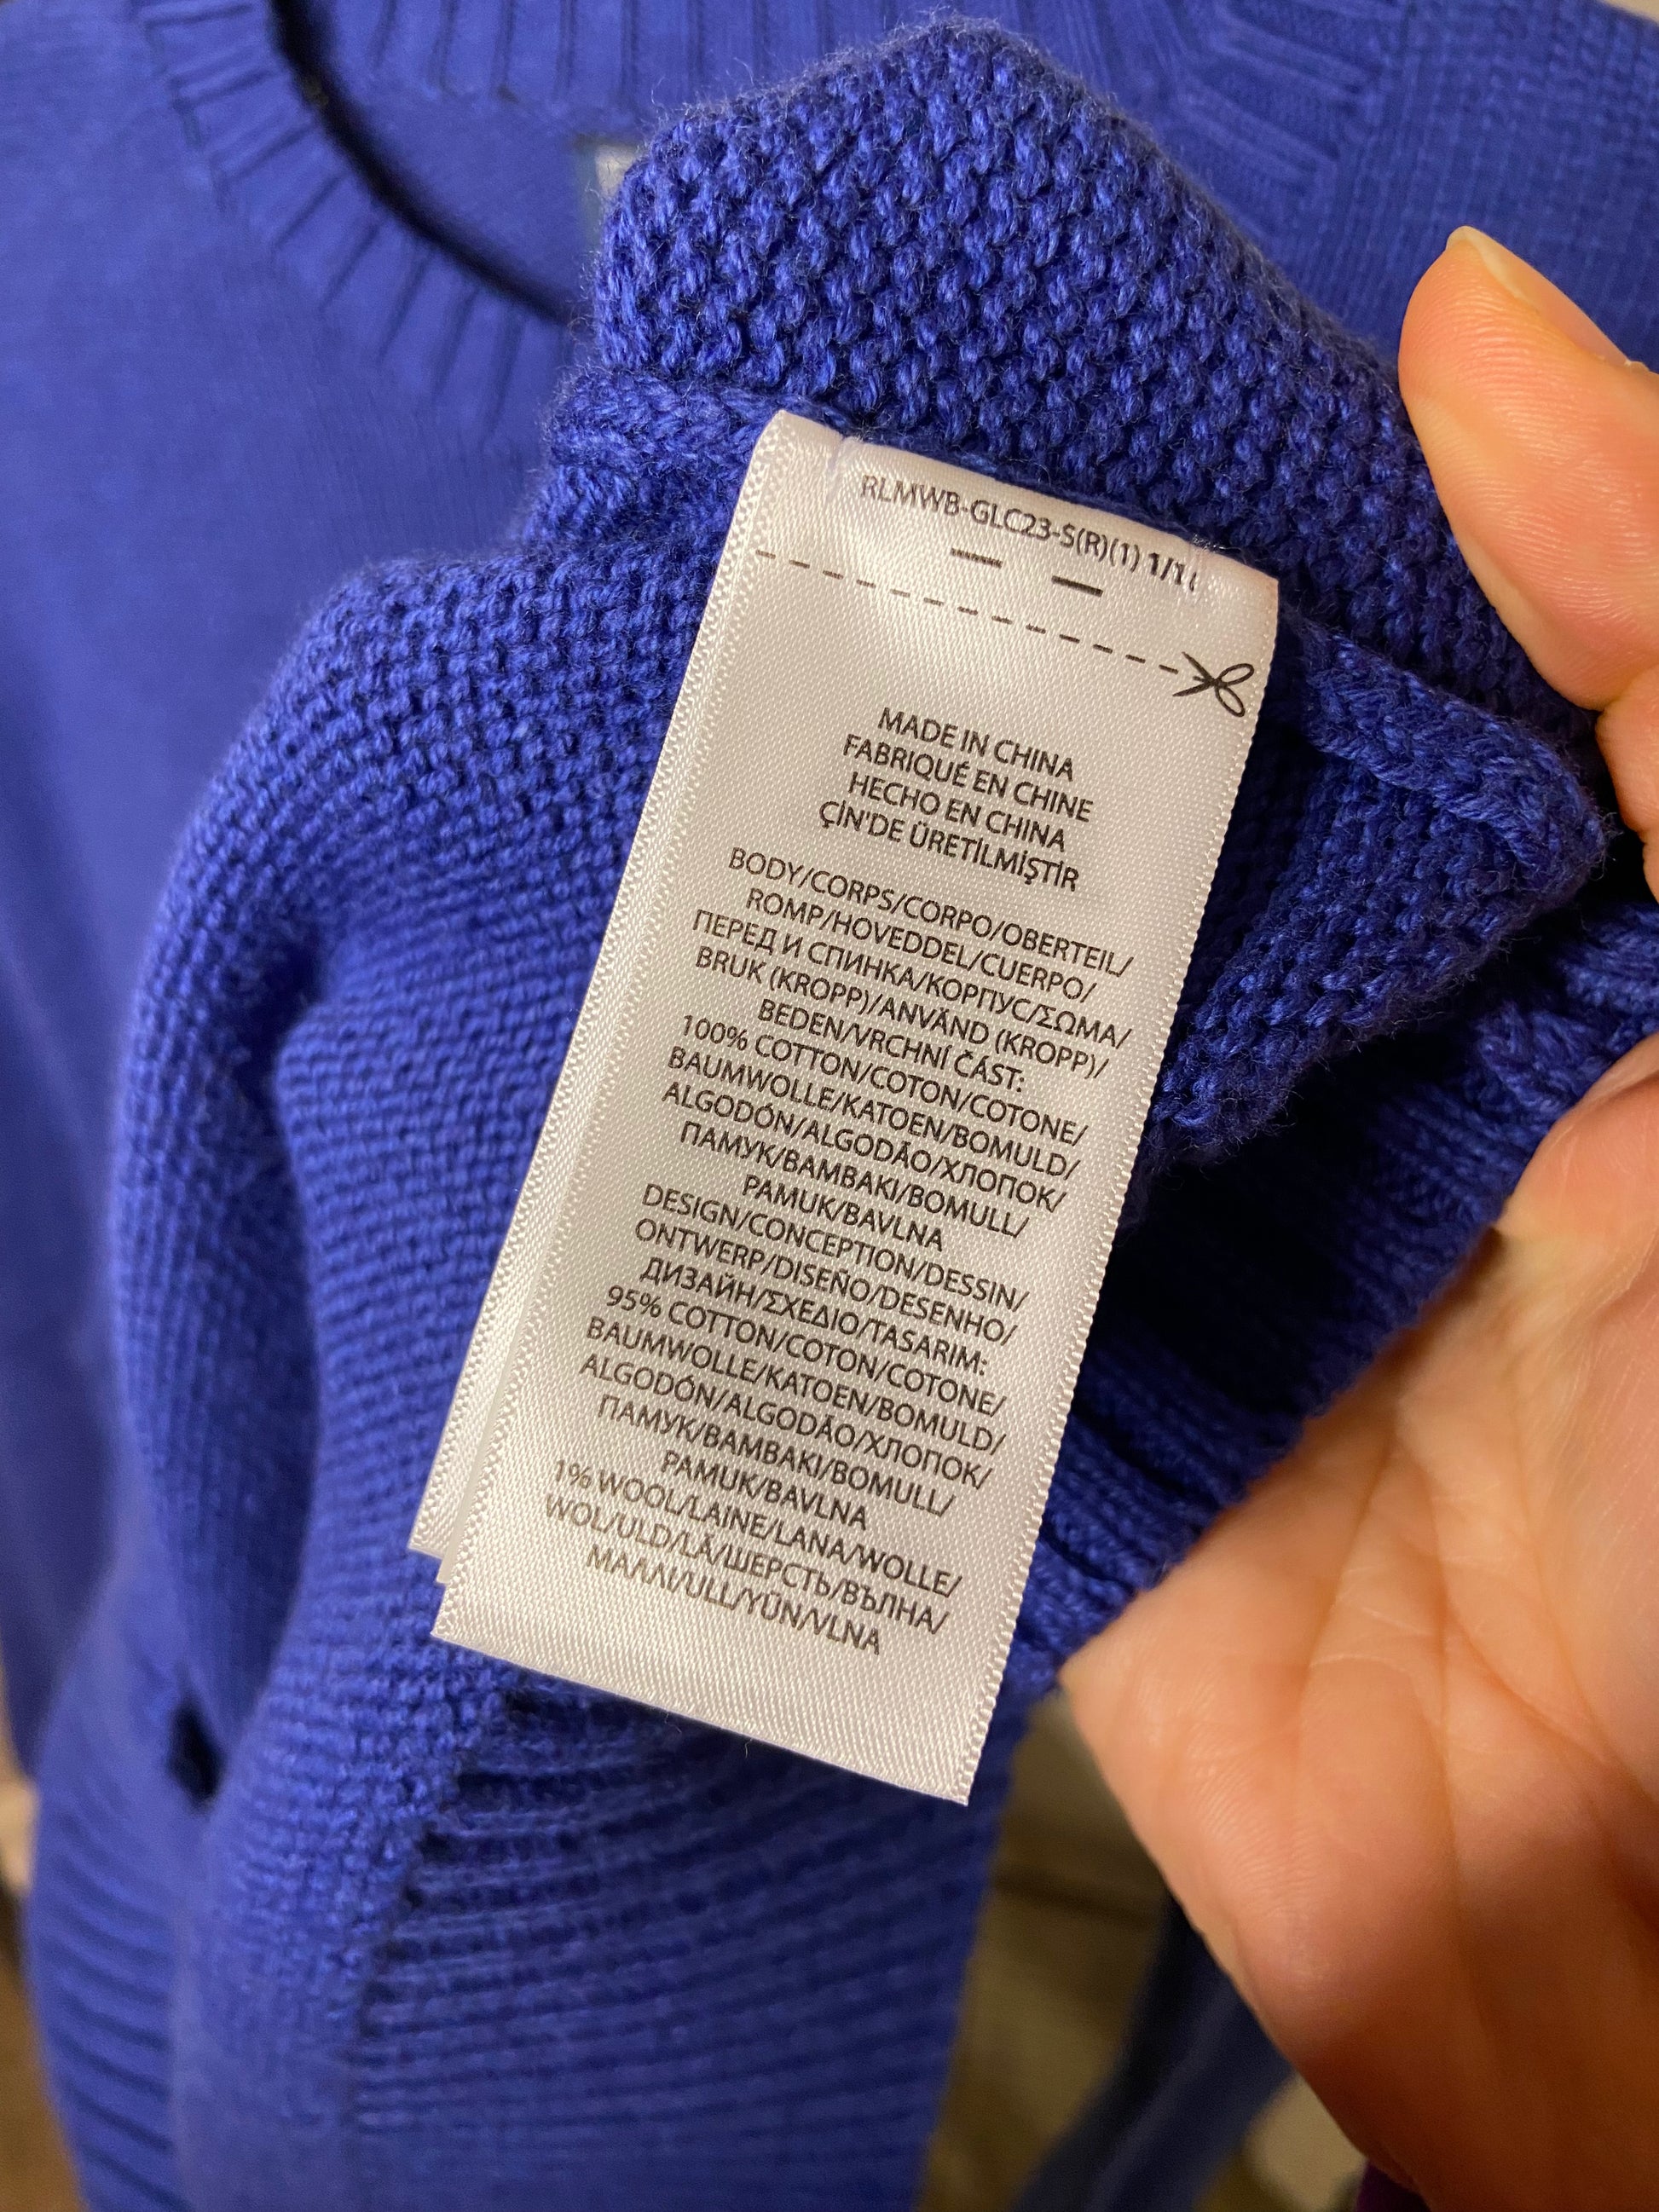 RLMWB-GLC23-S(R)(1) 1/1
MADE IN CHINA
FABRIQUÉ EN CHINE
HECHO EN CHINA
ÇİN'DE ÜRETİLMİŞTİR
BODY/CORPS/CORPO/OBERTEIL/
ROMP/HOVEDDEL/CUERPO/
ПЕРЕД И СПИНКА/КОРПУС/ΣΩΜΑ/
BRUK (KROPP)/ANVÄND (KROPP)/
BEDEN/VRCHNÍ ČÁST:
100% COTTON/COTON/COTONE/
BAUMWOLLE/KATOEN/BOMULD/
ALGODÓN/ALGODÃO/ХЛОПОК/
ПАМУК/ΒΑΜΒΑΚΙ/BOMULL/
PAMUK/BAVLNA
DESIGN/CONCEPTION/DESSIN/
ONTWERP/DISEÑO/DESENHO/
ДИЗАЙН/ΣΧΕΔΙΟ/TASARIM:
95% COTTON/COTON/COTONE/
BAUMWOLLE/KATOEN/BOMULD/
ALGODÓN/ALGODÃO/ХЛОПОК/
ПАМУК/ΒΑΜΒΑΚΙ/BOMULL/
PAMUK/BAVLNA
1% WOOL/LAINE/LANA/WOLLE/
WOL/ULD/LÃ/ШЕРСТЬ/ВЪЛНА/
ΜΑΛΛΙ/ULL/YÜN/VLNA